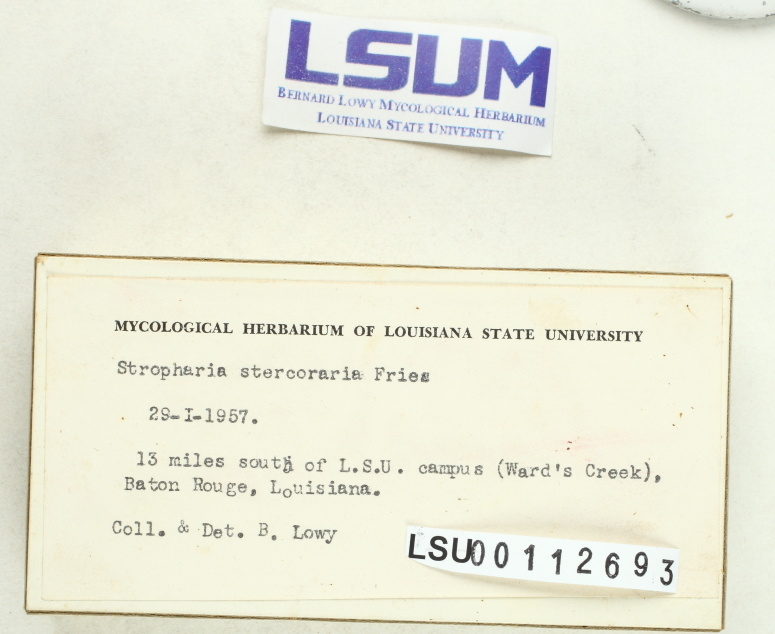 LSUM
BERNARD LOWY MYCOLOGICAL HERBARIUM
LOUISIANA STATE UNIVERSITY
MYCOLOGICAL HERBARIUM OF LOUISIANA STATE UNIVERSITY
Stropharia stercoraria Fries
29-I-1957.
13 miles south of L.S.U. campus (Ward's Creek),
Baton Rouge, Louisiana.
Coll. & Det. B. Lowy
LSU00112693